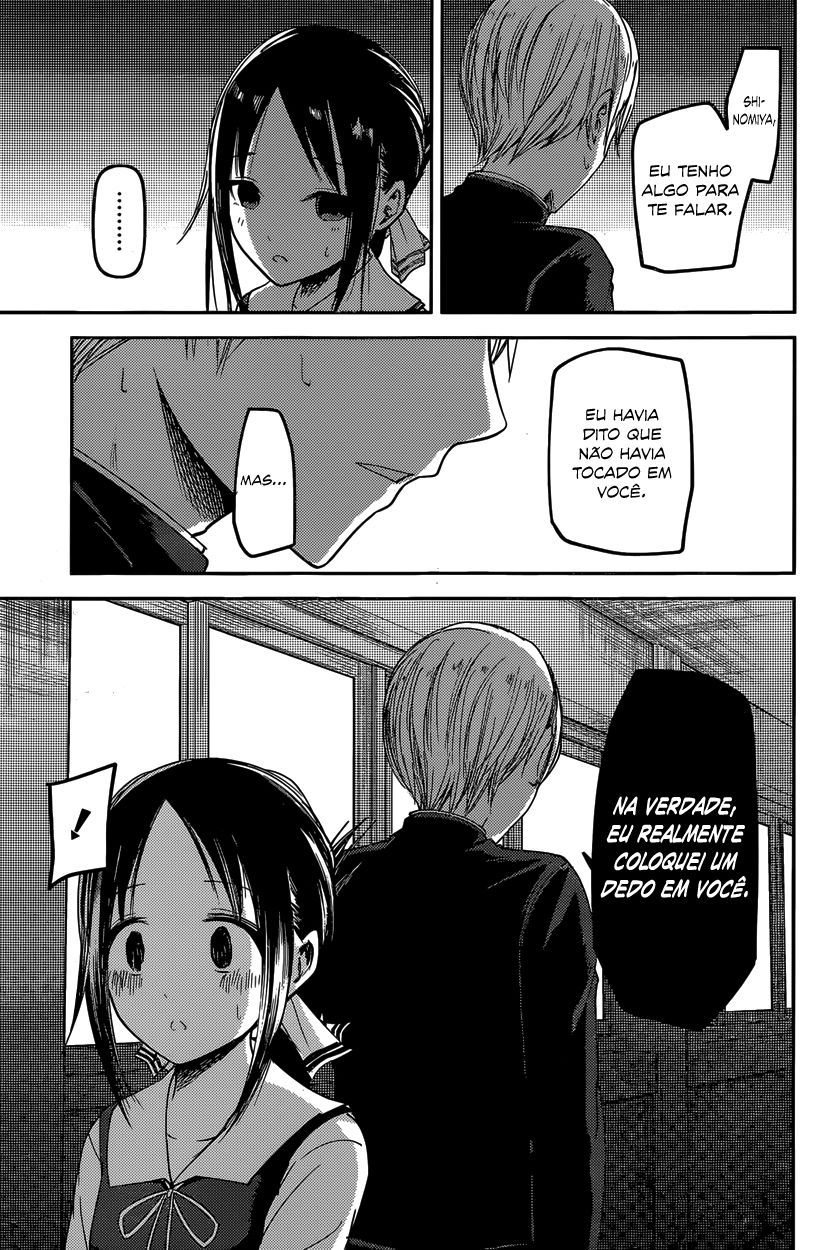 SHI-
NOMIYA,
EU TENHO
ALGO PARA
TE FALAR.
.........
EU HAVIA
DITO QUE
NÃO HAVIA
TOCADO EM
VOCÊ.
MAS...
NA VERDADE,
EU REALMENTE
COLOQUEI UM
DEDO EM VOCÊ.
!